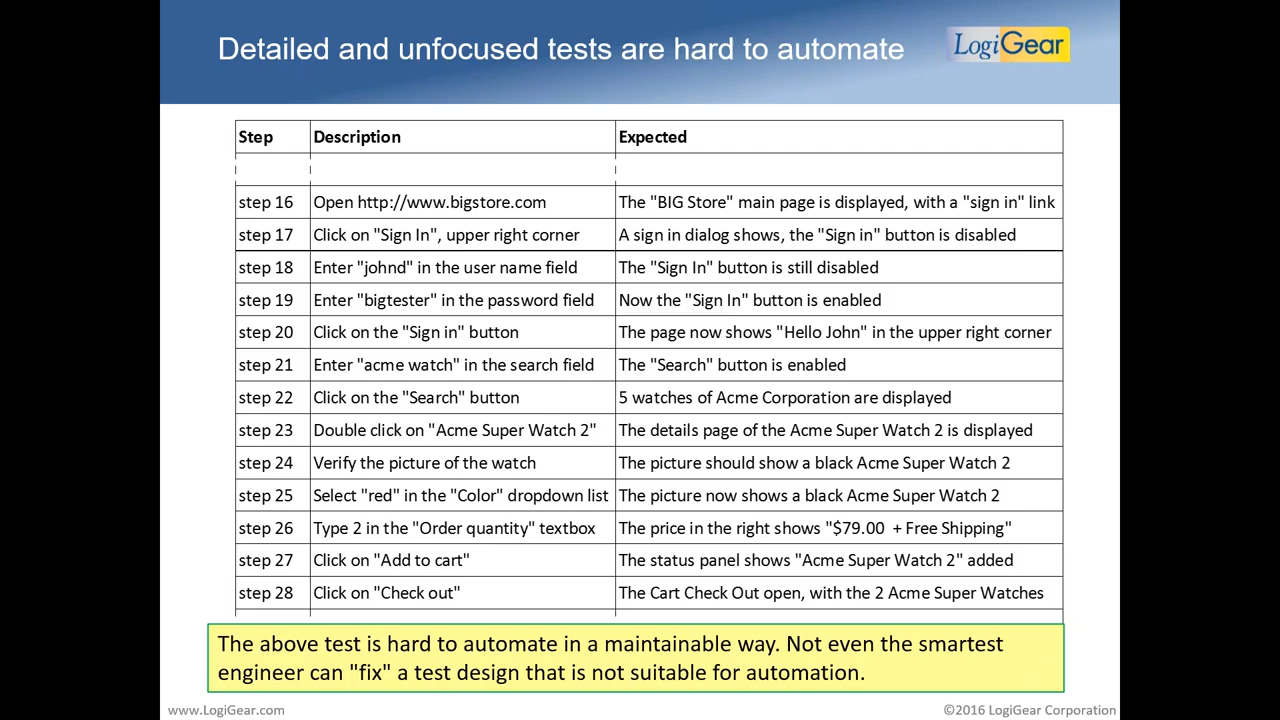 Detailed and unfocused tests are hard to automate
LogiGear
Step Description Expected
step 16 Open http://www.bigstore.com The "BIG Store" main page is displayed, with a "sign in" link
step 17 Click on "Sign In", upper right corner A sign in dialog shows, the "Sign in" button is disabled
step 18 Enter "johnd" in the user name field The "Sign In" button is still disabled
step 19 Enter "bigtester" in the password field Now the "Sign In" button is enabled
step 20 Click on the "Sign in" button The page now shows "Hello John" in the upper right corner
step 21 Enter "acme watch" in the search field The "Search" button is enabled
step 22 Click on the "Search" button 5 watches of Acme Corporation are displayed
step 23 Double click on "Acme Super Watch 2" The details page of the Acme Super Watch 2 is displayed
step 24 Verify the picture of the watch The picture should show a black Acme Super Watch 2
step 25 Select "red" in the "Color" dropdown list The picture now shows a black Acme Super Watch 2
step 26 Type 2 in the "Order quantity" textbox The price in the right shows "$79.00 + Free Shipping"
step 27 Click on "Add to cart" The status panel shows "Acme Super Watch 2" added
step 28 Click on "Check out" The Cart Check Out open, with the 2 Acme Super Watches
The above test is hard to automate in a maintainable way. Not even the smartest
engineer can "fix" a test design that is not suitable for automation.
www.LogiGear.com ©2016 LogiGear Corporation